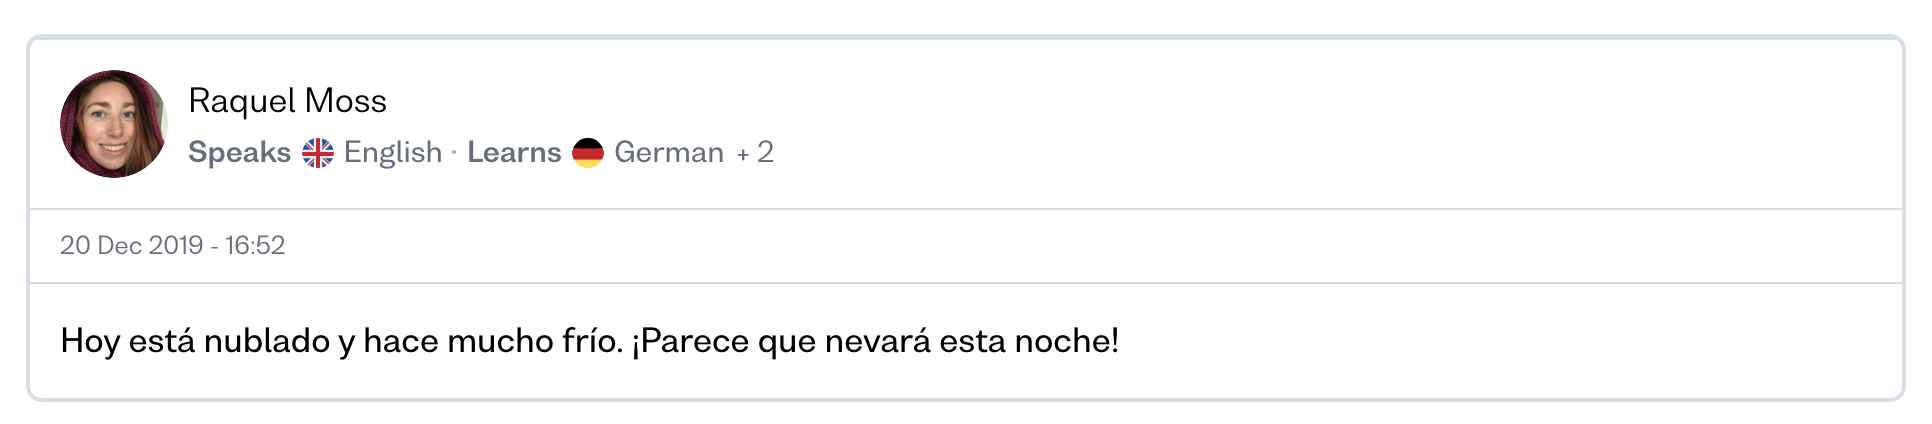 Raquel Moss
Speaks English · Learns German + 2
20 Dec 2019 - 16:52
Hoy está nublado y hace mucho frío. ¡Parece que nevará esta noche!